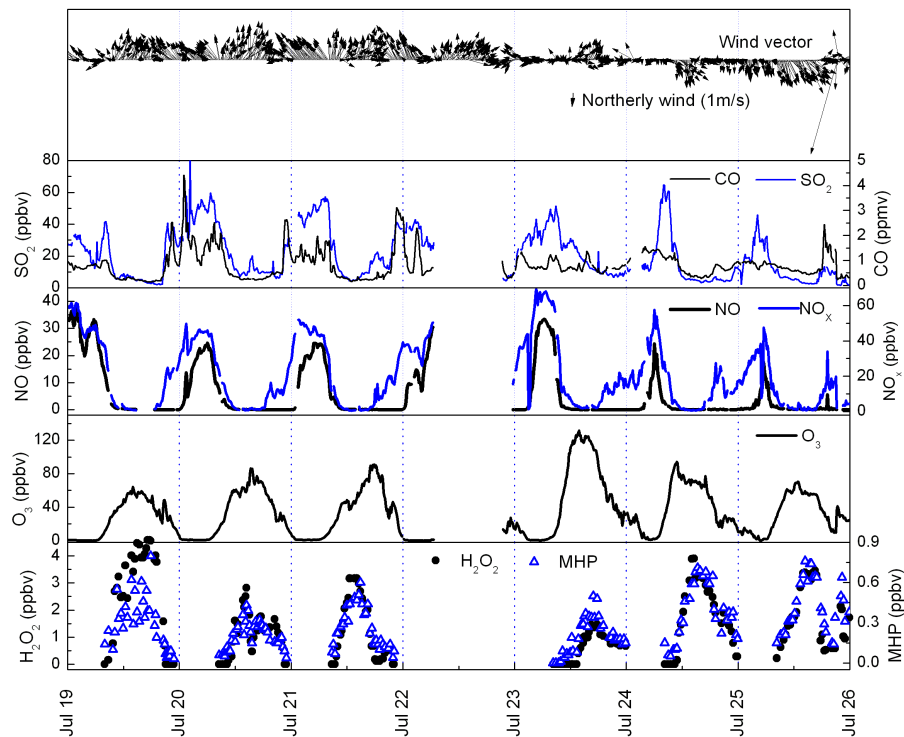 Wind vector
Northerly wind (1m/s)
80
60
40
20
0
SO2 (ppbv)
CO
SO2
5
4
3
2
1
0
CO (ppmv)
40
30
20
10
0
NO (ppbv)
NO
NOX
60
40
20
0
NOx (ppbv)
120
80
40
0
O3 (ppbv)
O3
4
3
2
1
0
H2O2 (ppbv)
H2O2
MHP
0.9
0.6
0.3
0.0
MHP (ppbv)
Jul 19
Jul 20
Jul 21
Jul 22
Jul 23
Jul 24
Jul 25
Jul 26